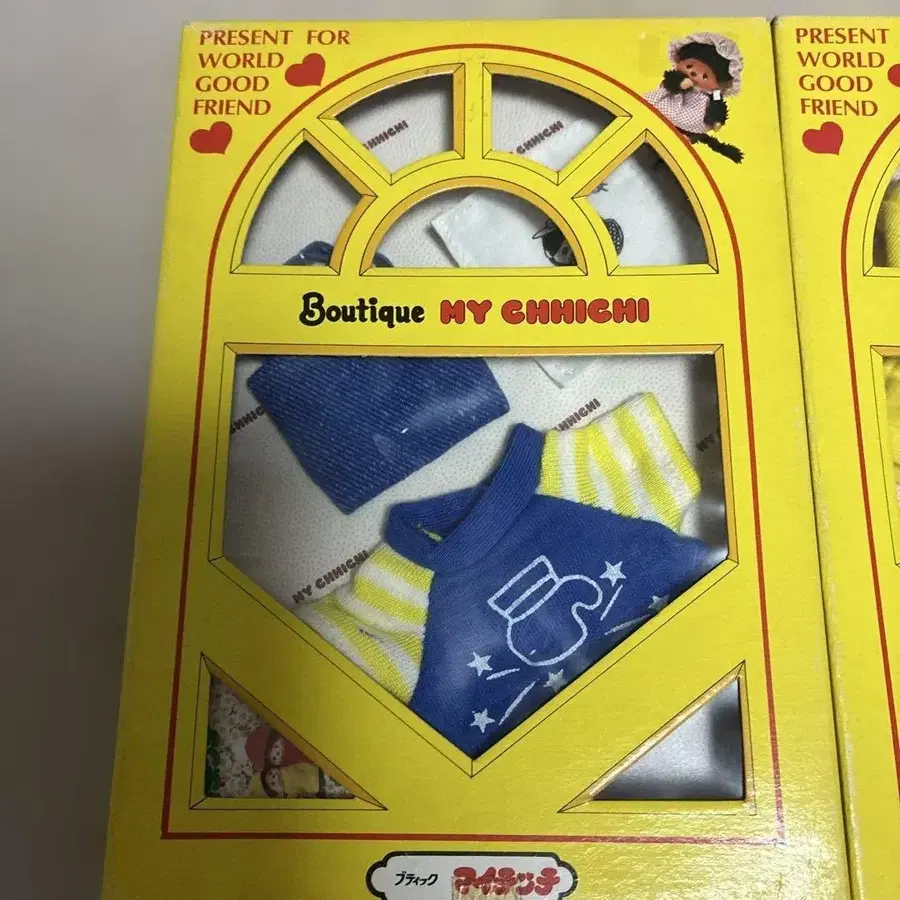 PRESENT FOR
WORLD
GOOD
FRIEND
PRESENT
WORLD
GOOD
FRIEND
CHHICHI
CHHICHI
Boutique MY CHHICHI
MY CHHICHI
MY CHHICHI
ブティック マイチッチ